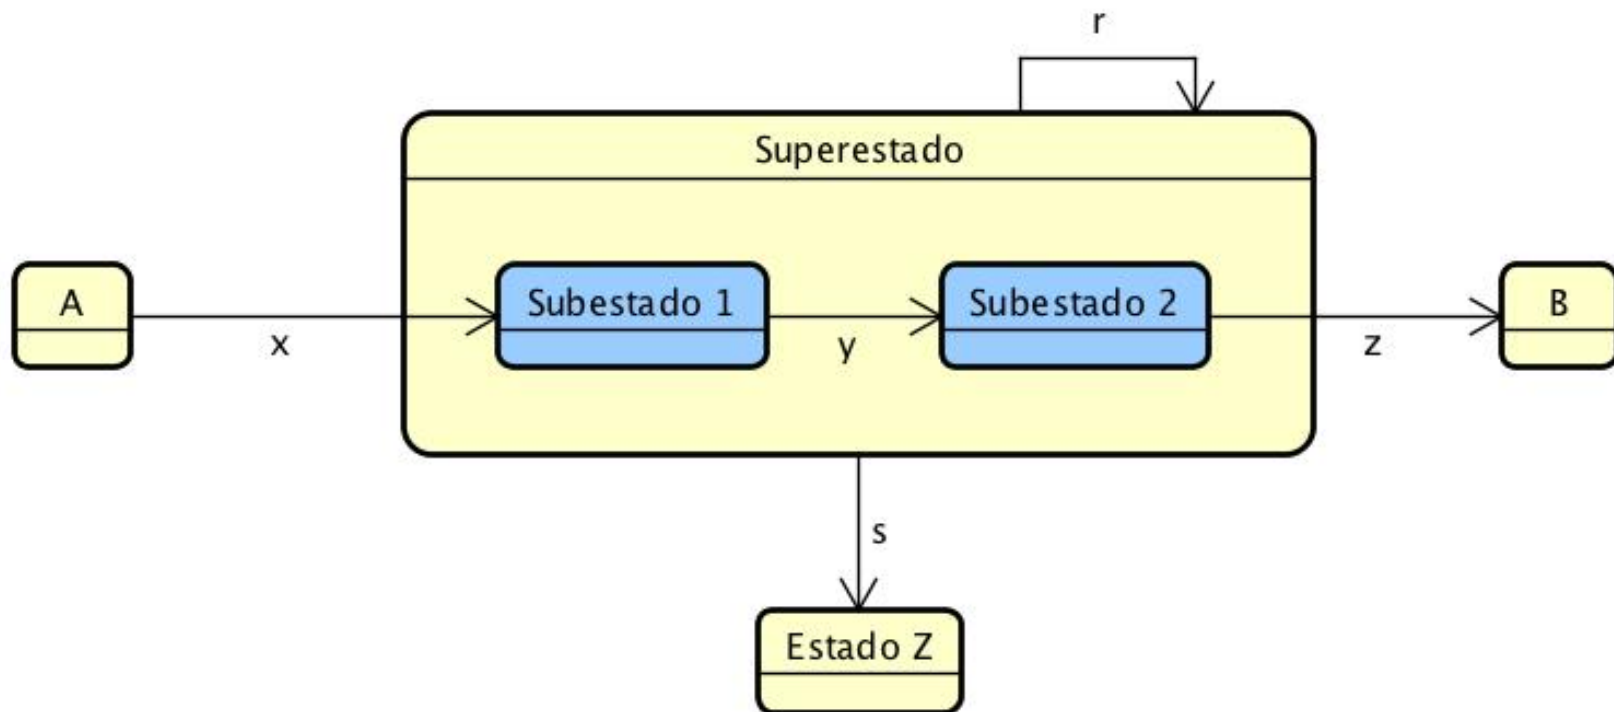 r
Superestado
A
Subestado 1
Subestado 2
B
x
y
z
s
Estado Z